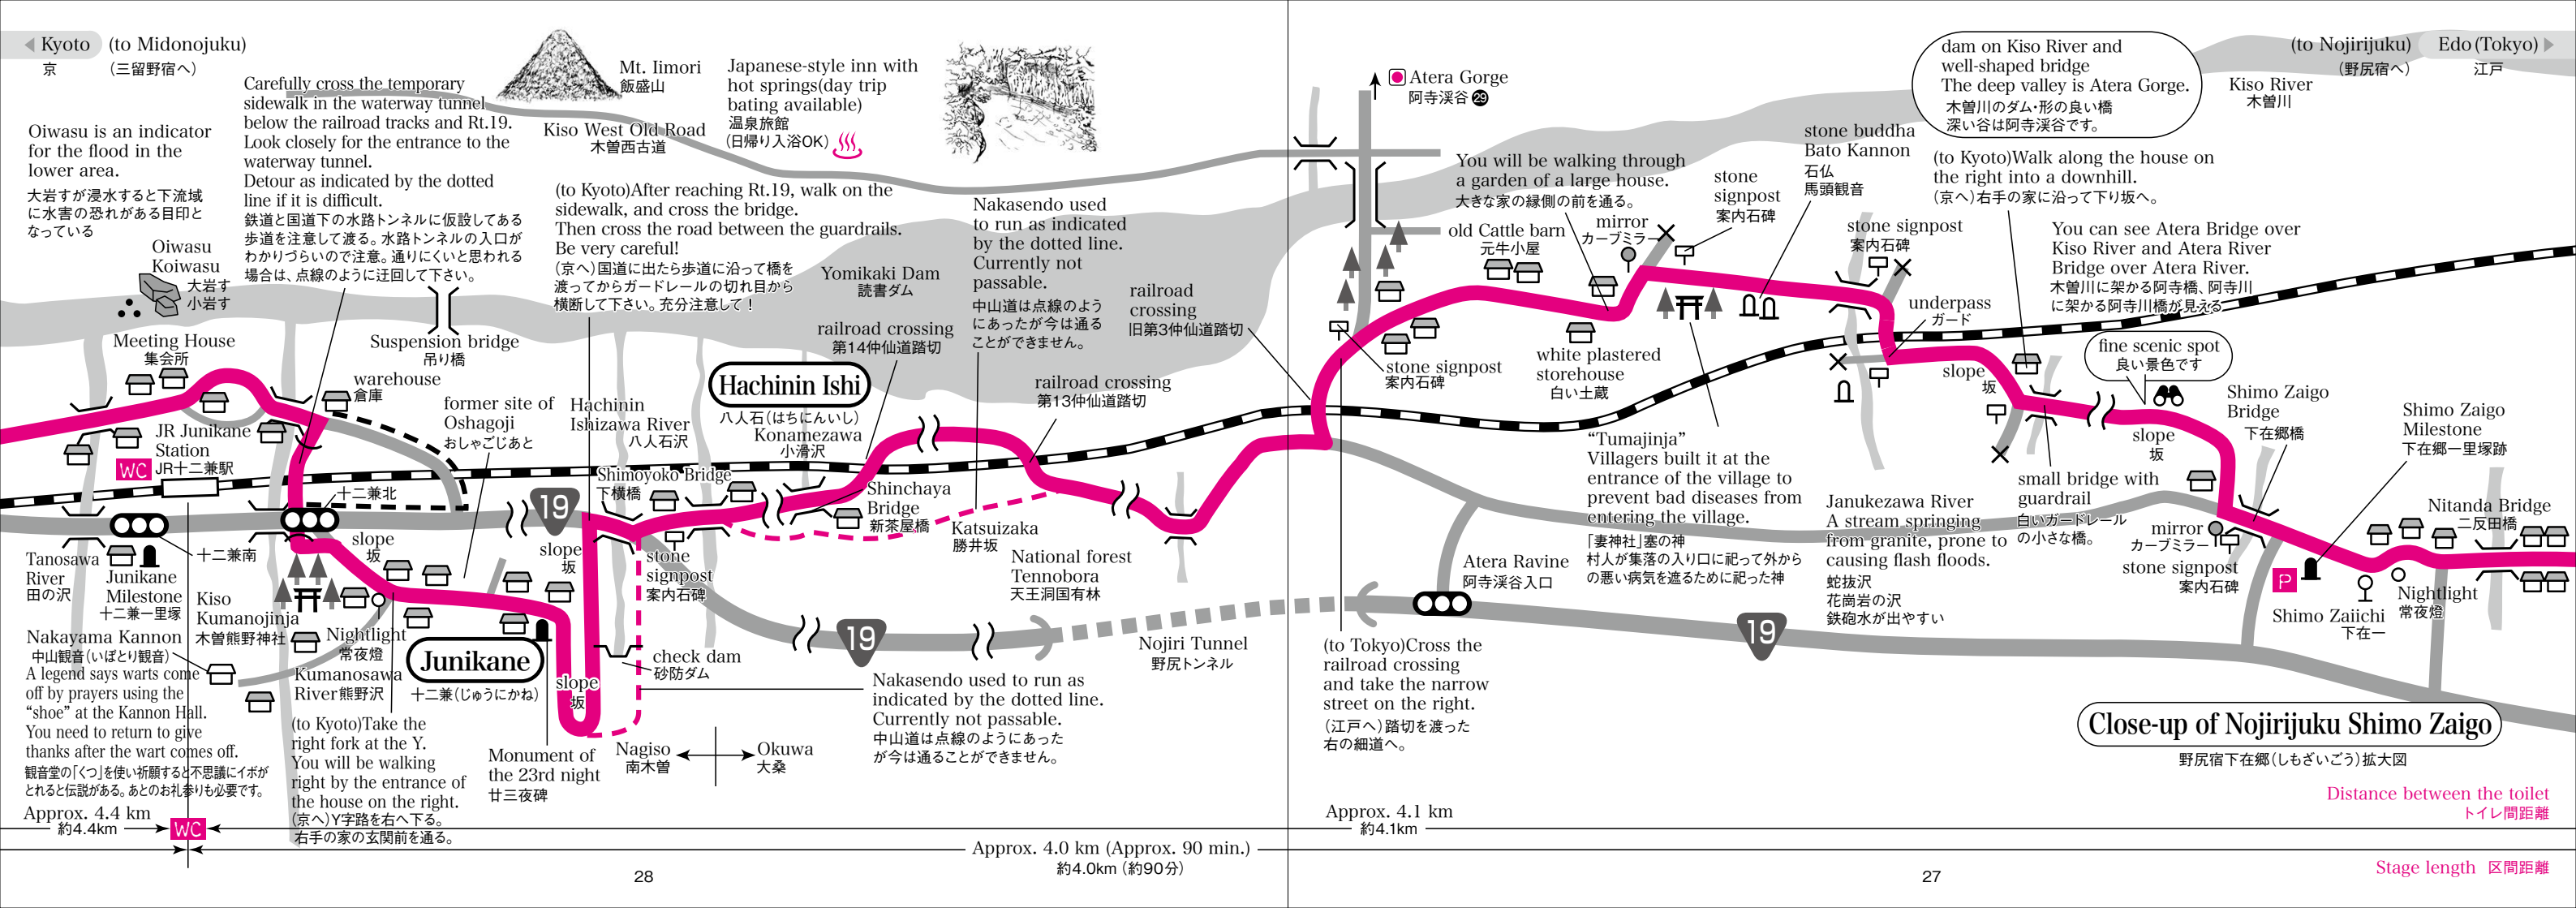 Kyoto
京
(to Midonojuku)
(三留野宿へ)
Oiwasu is an indicator
for the flood in the
lower area.
大岩すが浸水すると下流域
に水害の恐れがある目印と
なっている
Oiwasu
Koiwasu
大岩す
小岩す
Carefully cross the temporary
sidewalk in the waterway tunnel
below the railroad tracks and Rt.19.
Look closely for the entrance to the
waterway tunnel.
Detour as indicated by the dotted
line if it is difficult.
鉄道と国道下の水路トンネルに仮設してある
歩道を注意して渡る。水路トンネルの入口が
わかりづらいので注意。通りにくいと思われる
場合は、点線のように迂回して下さい。
Mt. Iimori
飯盛山
Kiso West Old Road
木曽西古道
Japanese-style inn with
hot springs(day trip
bating available)
温泉旅館
(日帰り入浴OK)
(to Kyoto)After reaching Rt.19, walk on the
sidewalk, and cross the bridge.
Then cross the road between the guardrails.
Be very careful!
(京へ)国道に出たら歩道に沿って橋を
渡ってからガードレールの切れ目から
横断して下さい。充分注意して!
Yomikaki Dam
読書ダム
Nakasendo used
to run as indicated
by the dotted line.
Currently not
passable.
中山道は点線のよう
にあったが今は通る
ことができません。
railroad
crossing
旧第3仲仙道踏切
railroad crossing
第14仲仙道踏切
railroad crossing
第13仲仙道踏切
Meeting House
集会所
Suspension bridge
吊り橋
warehouse
倉庫
JR Junikane
Station
JR十二兼駅
WC
former site of
Oshagoji
おしゃごじあと
Hachinin
Ishizawa River
八人石沢
Hachinin Ishi
八人石(はちにんいし)
Konamezawa
小滑沢
Shimoyoko Bridge
下横橋
Shinchaya
Bridge
新茶屋橋
Katsuizaka
勝井坂
National forest
Tennobora
天王洞国有林
十二兼北
十二兼南
19
slope
坂
slope
坂
slope
坂
stone
signpost
案内石碑
Tanosawa
River
田の沢
Junikane
Milestone
十二兼一里塚
Kiso
Kumanojinja
木曽熊野神社
Nightlight
常夜燈
Kumanosawa
River熊野沢
Junikane
十二兼(じゅうにかね)
Nakayama Kannon
中山観音(いぼとり観音)
A legend says warts come
off by prayers using the
“shoe” at the Kannon Hall.
You need to return to give
thanks after the wart comes off.
観音堂の「くつ」を使い祈願すると不思議にイボが
とれると伝説がある。あとのお礼参りも必要です。
(to Kyoto)Take the
right fork at the Y.
You will be walking
right by the entrance of
the house on the right.
(京へ)Y字路を右へ下る。
右手の家の玄関前を通る。
Monument of
the 23rd night
廿三夜碑
check dam
砂防ダム
Nagiso
南木曽
Okuwa
大桑
19
Nakasendo used to run as
indicated by the dotted line.
Currently not passable.
中山道は点線のようにあった
が今は通ることができません。
Nojiri Tunnel
野尻トンネル
Approx. 4.4 km
約4.4km
WC
Approx. 4.0 km (Approx. 90 min.)
約4.0km (約90分)
28
Atera Gorge
阿寺渓谷 29
You will be walking through
a garden of a large house.
大きな家の縁側の前を通る。
old Cattle barn
元牛小屋
mirror
カーブミラー
stone
signpost
案内石碑
stone buddha
Bato Kannon
石仏
馬頭観音
dam on Kiso River and
well-shaped bridge
The deep valley is Atera Gorge.
木曽川のダム・形の良い橋
深い谷は阿寺渓谷です。
(to Nojirijuku)
(野尻宿へ)
Edo (Tokyo)
江戸
Kiso River
木曽川
(to Kyoto)Walk along the house on
the right into a downhill.
(京へ)右手の家に沿って下り坂へ。
stone signpost
案内石碑
You can see Atera Bridge over
Kiso River and Atera River
Bridge over Atera River.
木曽川に架かる阿寺橋、阿寺川
に架かる阿寺川橋が見える
underpass
ガード
fine scenic spot
良い景色です
stone signpost
案内石碑
white plastered
storehouse
白い土蔵
slope
坂
“Tumajinja”
Villagers built it at the
entrance of the village to
prevent bad diseases from
entering the village.
「妻神社」塞の神
村人が集落の入り口に祀って外から
の悪い病気を遮るために祀った神
Atera Ravine
阿寺渓谷入口
Janukezawa River
A stream springing
from granite, prone to
causing flash floods.
蛇抜沢
花崗岩の沢
鉄砲水が出やすい
small bridge with
guardrail
白いガードレール
の小さな橋。
slope
坂
Shimo Zaigo
Bridge
下在郷橋
Shimo Zaigo
Milestone
下在郷一里塚跡
mirror
カーブミラー
stone signpost
案内石碑
P
Nitanda Bridge
二反田橋
Shimo Zaiichi
下在一
Nightlight
常夜燈
19
(to Tokyo)Cross the
railroad crossing
and take the narrow
street on the right.
(江戸へ)踏切を渡った
右の細道へ。
Close-up of Nojirijuku Shimo Zaigo
野尻宿下在郷(しもざいごう)拡大図
Distance between the toilet
トイレ間距離
Approx. 4.1 km
約4.1km
Stage length 区間距離
27